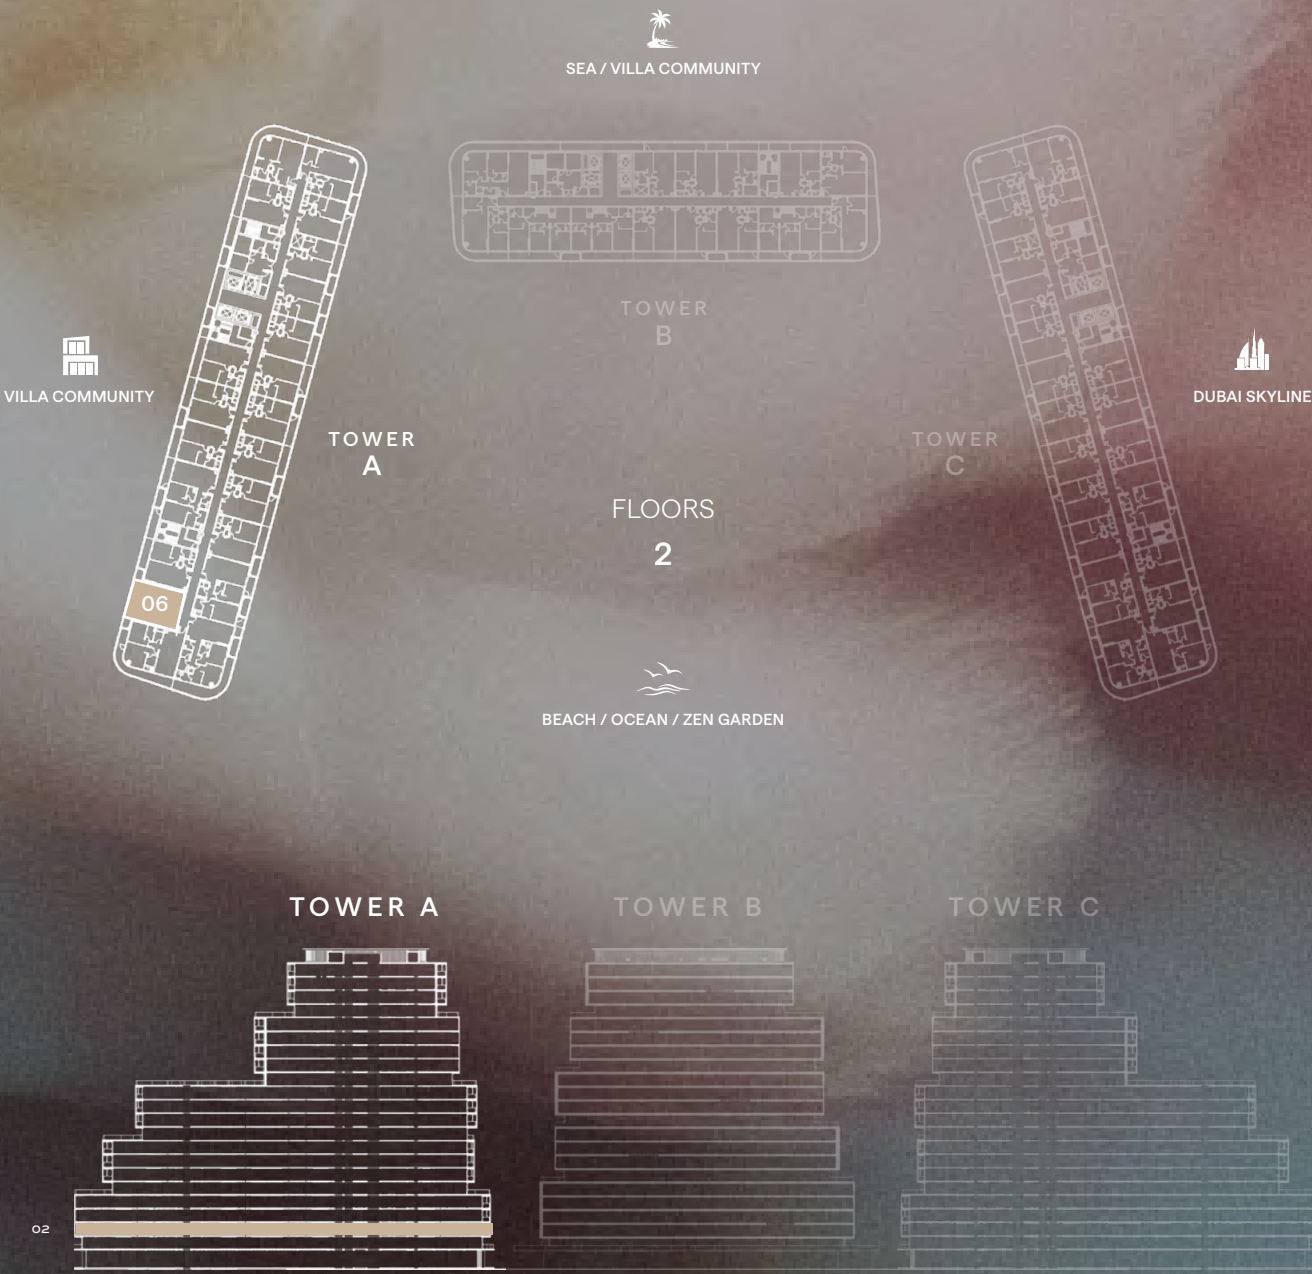 SEA / VILLA COMMUNITY
TOWER
B
VILLA COMMUNITY
DUBAI SKYLINE
TOWER
A
TOWER
C
FLOORS
2
06
BEACH / OCEAN / ZEN GARDEN
TOWER A
TOWER B
TOWER C
02